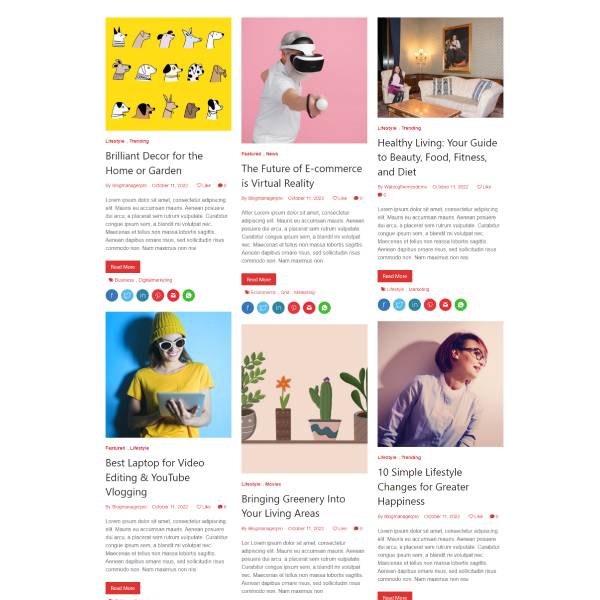 Lifestyle , Trending
Brilliant Decor for the
Home or Garden
By Blogmanagerpro October 11, 2022 Like 0
Lorem ipsum dolor sit amet, consectetur adipiscing
elit. Mauris eu accumsan mauris. Aenean posuere
dui arcu, a placerat sem rutrum vulputate. Curabitur
congue ipsum sem, a blandit mi volutpat nec.
Maecenas et tellus non massa lobortis sagittis.
Aenean dapibus ornare nisi, sed sollicitudin risus
commodo non. Nam maximus nisi
Read More
Business , Digitalmarketing
Featured , Lifestyle
Best Laptop for Video
Editing & YouTube
Vlogging
By Blogmanagerpro October 11, 2022 Like 0
Lorem ipsum dolor sit amet, consectetur adipiscing
elit. Mauris eu accumsan mauris. Aenean posuere
dui arcu, a placerat sem rutrum vulputate. Curabitur
congue ipsum sem, a blandit mi volutpat nec.
Maecenas et tellus non massa lobortis sagittis.
Aenean dapibus ornare nisi, sed sollicitudin risus
commodo non. Nam maximus nisi
Read More
Featured , News
The Future of E-commerce
is Virtual Reality
By Blogmanagerpro October 11, 2022 Like 0
After Lorem ipsum dolor sit amet, consectetur
adipiscing elit. Mauris eu accumsan mauris. Aenean
posuere dui arcu, a placerat sem rutrum vulputate.
Curabitur congue ipsum sem, a blandit mi volutpat
nec. Maecenas et tellus non massa lobortis sagittis.
Aenean dapibus ornare nisi, sed sollicitudin risus
commodo non. Nam maximus non
Read More
Ecommerce , Grid , Marketing
Lifestyle , Movies
Bringing Greenery Into
Your Living Areas
By Blogmanagerpro October 11, 2022 Like 0
Lor Lorem ipsum dolor sit amet, consectetur
adipiscing elit. Mauris eu accumsan mauris. Aenean
posuere dui arcu, a placerat sem rutrum vulputate.
Curabitur congue ipsum sem, a blandit mi volutpat
nec. Maecenas et tellus non massa lobortis sagittis.
Aenean dapibus ornare nisi, sed sollicitudin risus
commodo non. Nam maximus non
Lifestyle , Trending
Healthy Living: Your Guide
to Beauty, Food, Fitness,
and Diet
By October 11, 2022 Like
0
Lorem ipsum dolor sit amet, consectetur adipiscing
elit. Mauris eu accumsan mauris. Aenean posuere
dui arcu, a placerat sem rutrum vulputate. Curabitur
congue ipsum sem, a blandit mi volutpat nec.
Maecenas et tellus non massa lobortis sagittis.
Aenean dapibus ornare nisi, sed sollicitudin risus
commodo non. Nam maximus non
Read More
Lifestyle , Marketing
Lifestyle , Trending
10 Simple Lifestyle
Changes for Greater
Happiness
By Blogmanagerpro October 11, 2022 Like 0
Lorem ipsum dolor sit amet, consectetur adipiscing
elit. Mauris eu accumsan mauris. Aenean posuere
dui arcu, a placerat sem rutrum vulputate. Curabitur
congue ipsum sem, a blandit mi volutpat nec.
Maecenas et tellus non massa lobortis sagittis.
Aenean dapibus ornare nisi, sed sollicitudin risus
commodo non. Nam maximus nisi
Read More